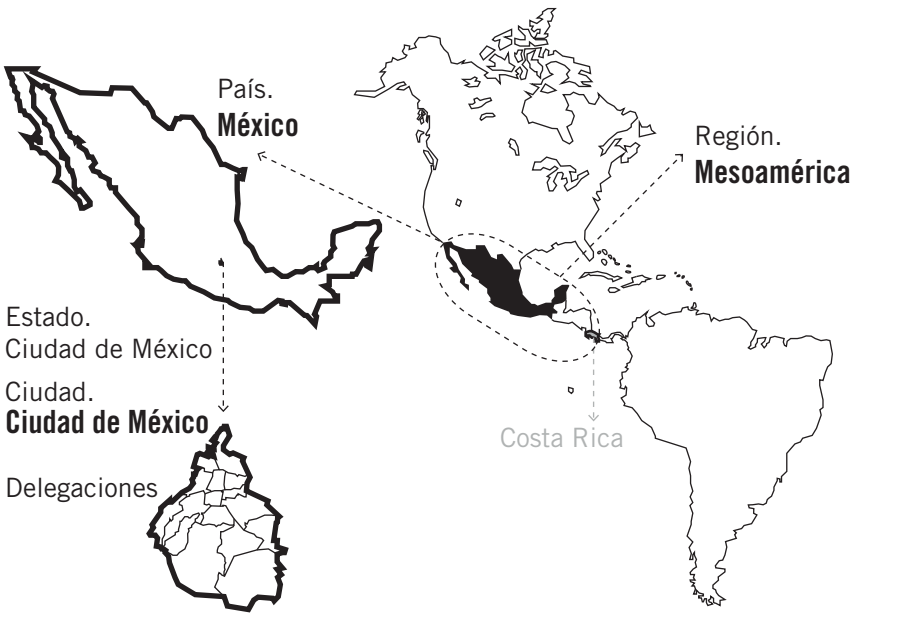 País.
México
Región.
Mesoamérica
Estado.
Ciudad de México
Ciudad.
Ciudad de México
Costa Rica
Delegaciones